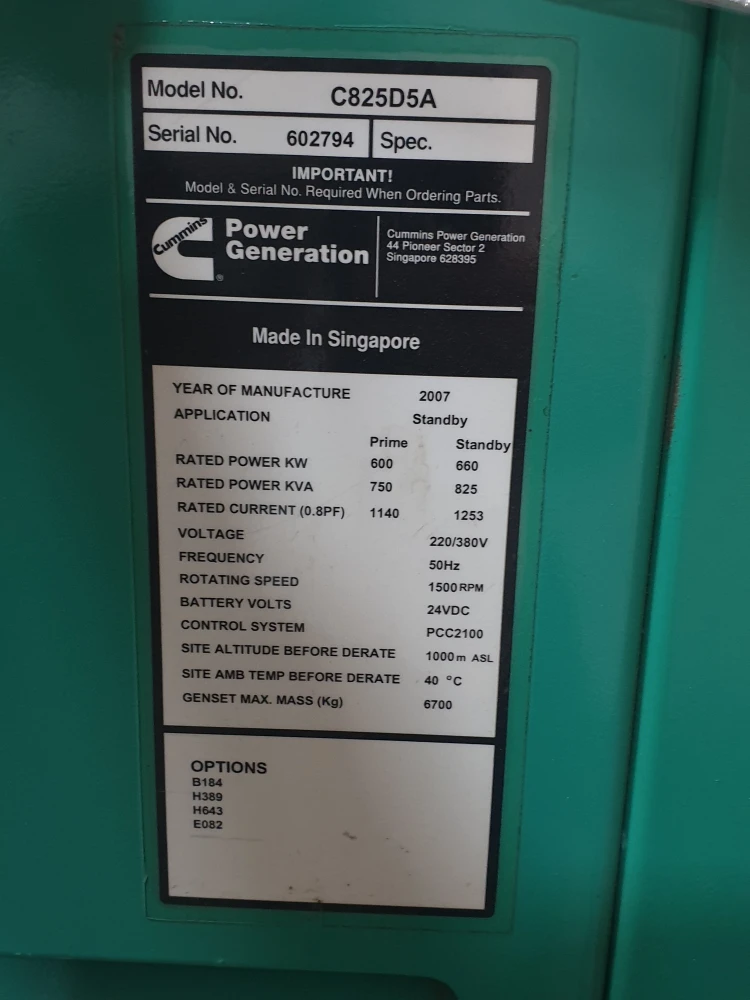 Model No. C825D5A
Serial No. 602794 Spec.
IMPORTANT!
Model & Serial No. Required When Ordering Parts.
Cummins
Power
Generation
®
Cummins Power Generation
44 Pioneer Sector 2
Singapore 628395
Made In Singapore
YEAR OF MANUFACTURE 2007
APPLICATION Standby
Prime Standby
RATED POWER KW 600 660
RATED POWER KVA 750 825
RATED CURRENT (0.8PF) 1140 1253
VOLTAGE 220/380V
FREQUENCY 50Hz
ROTATING SPEED 1500 RPM
BATTERY VOLTS 24VDC
CONTROL SYSTEM PCC2100
SITE ALTITUDE BEFORE DERATE 1000 m ASL
SITE AMB TEMP BEFORE DERATE 40 °C
GENSET MAX. MASS (Kg) 6700
OPTIONS
B184
H389
H643
E082